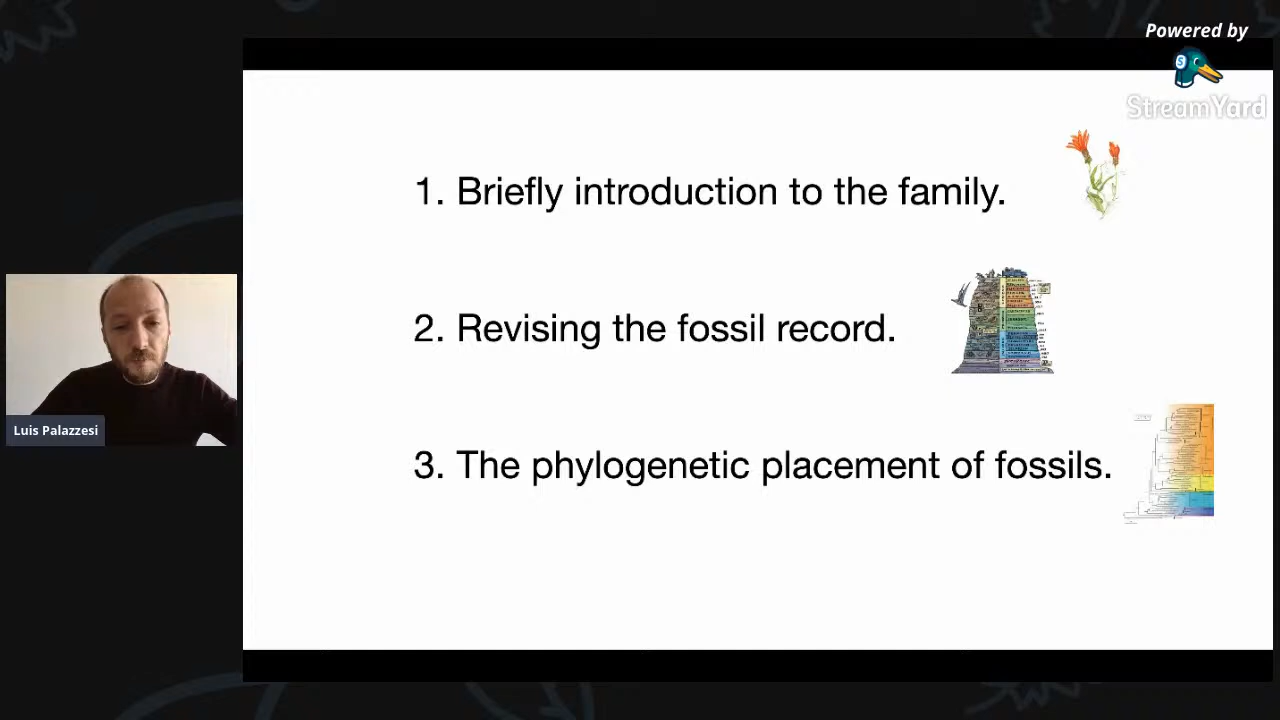 Powered by
StreamYard
1. Briefly introduction to the family.
2. Revising the fossil record.
3. The phylogenetic placement of fossils.
Luis Palazzesi